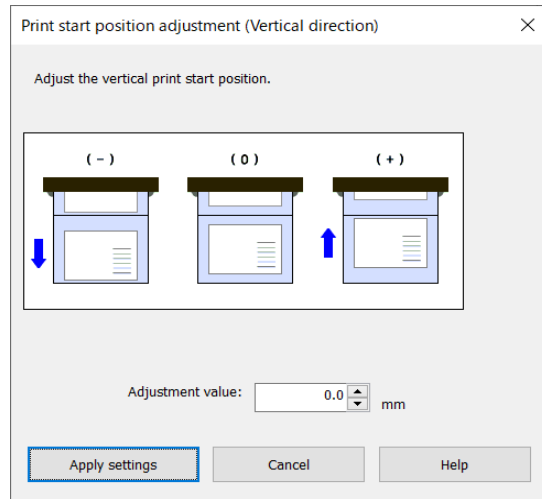 Print start position adjustment (Vertical direction)
Adjust the vertical print start position.
( - ) ( 0 ) ( + )
Adjustment value: 0.0 mm
Apply settings Cancel Help